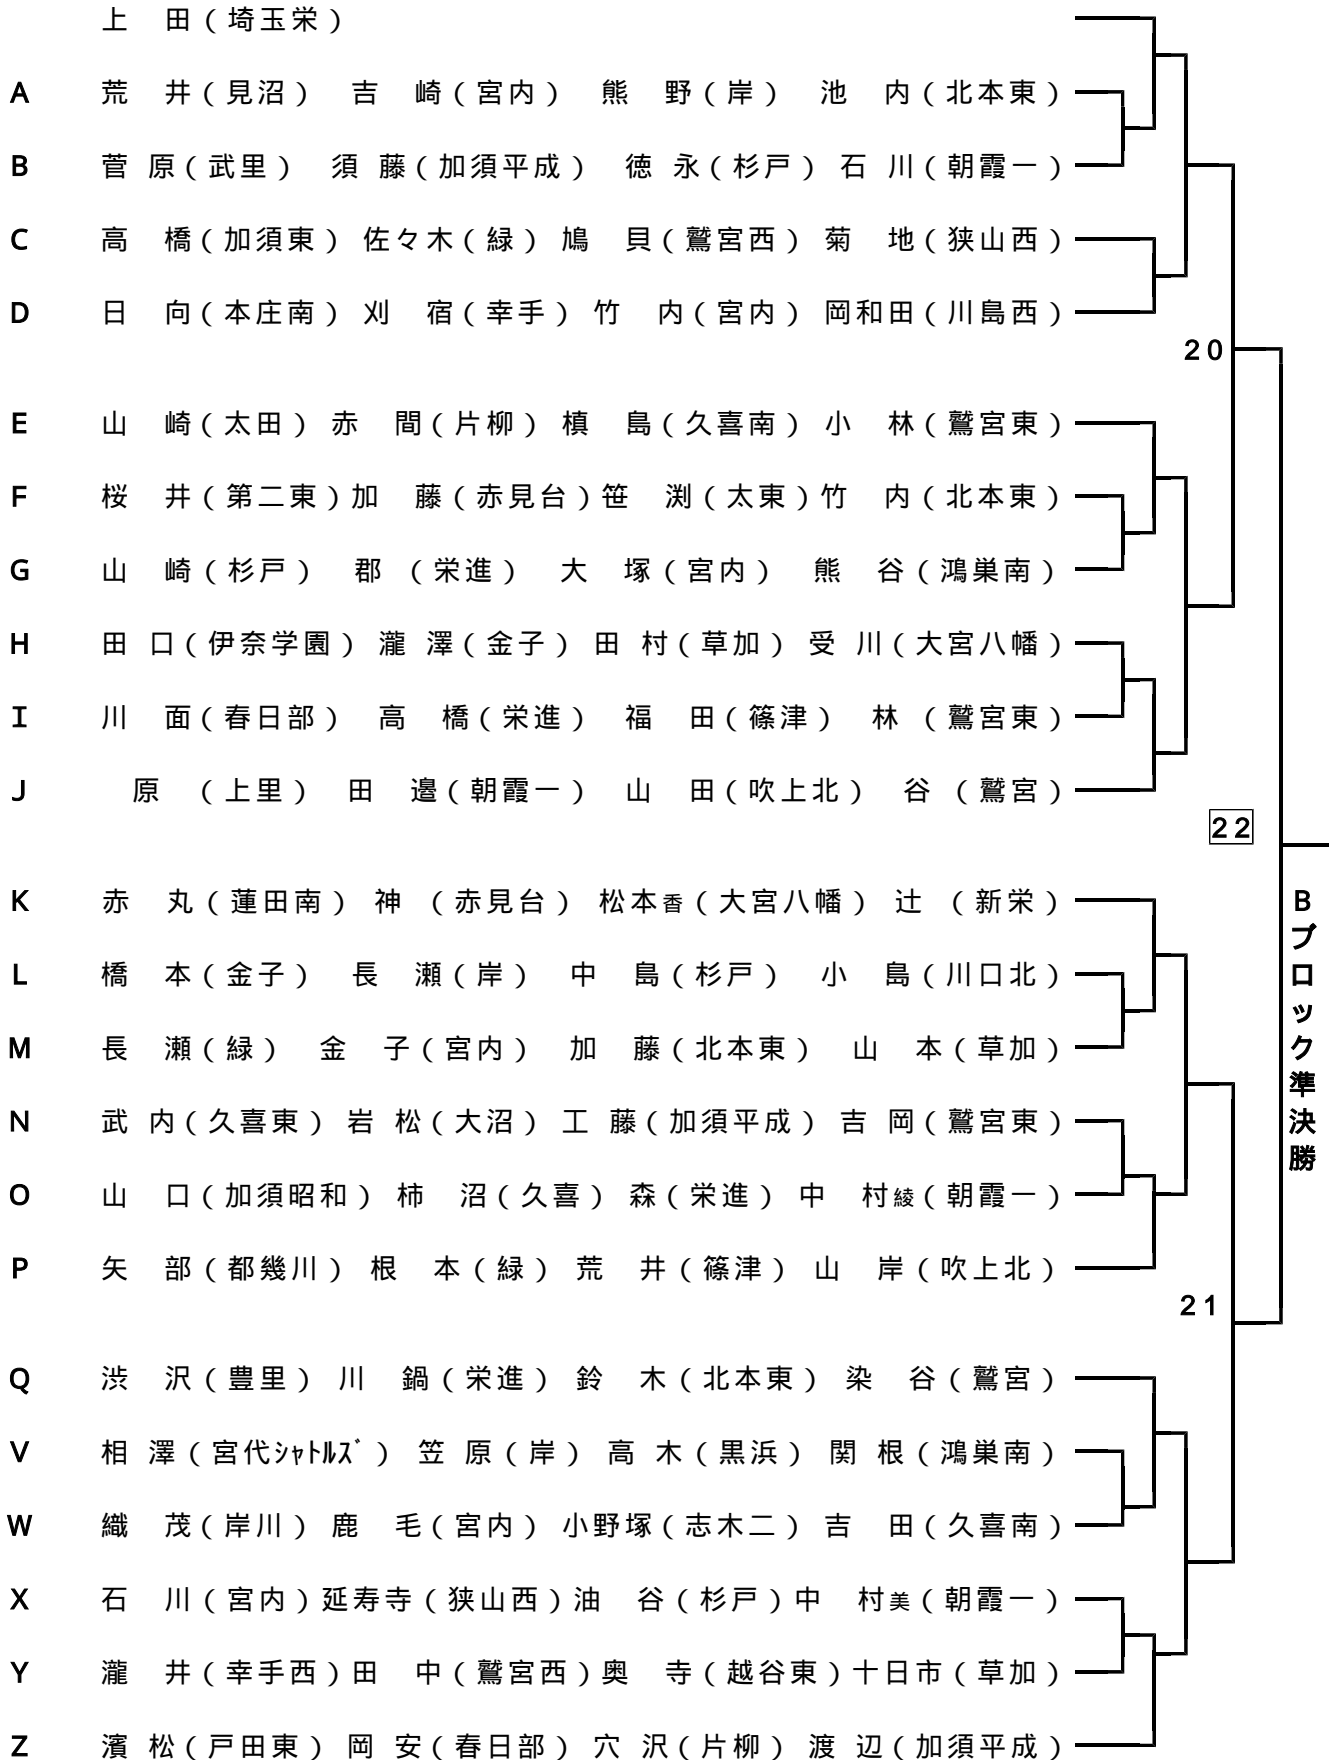 上 田(埼玉栄)
A 荒 井(見沼) 吉 崎(宮内) 熊 野(岸) 池 内(北本東)
B 菅 原(武里) 須 藤(加須平成) 徳 永(杉戸) 石 川(朝霞一)
C 高 橋(加須東) 佐々木(緑) 鳩 貝(鷲宮西) 菊 地(狭山西)
D 日 向(本庄南) 刈 宿(幸手) 竹 内(宮内) 岡和田(川島西)
20
E 山 崎(太田) 赤 間(片柳) 槙 島(久喜南) 小 林(鷲宮東)
F 桜 井(第二東) 加 藤(赤見台) 笹 渕(太東) 竹 内(北本東)
G 山 崎(杉戸) 郡 (栄進) 大 塚(宮内) 熊 谷(鴻巣南)
H 田 口(伊奈学園) 瀧 澤(金子) 田 村(草加) 受 川(大宮八幡)
I 川 面(春日部) 高 橋(栄進) 福 田(篠津) 林 (鷲宮東)
J 原 (上里) 田 邉(朝霞一) 山 田(吹上北) 谷 (鷲宮)
22
K 赤 丸(蓮田南) 神 (赤見台) 松本香(大宮八幡) 辻 (新栄)
Bブロック準決勝
L 橋 本(金子) 長 瀬(岸) 中 島(杉戸) 小 島(川口北)
M 長 瀬(緑) 金 子(宮内) 加 藤(北本東) 山 本(草加)
N 武 内(久喜東) 岩 松(大沼) 工 藤(加須平成) 吉 岡(鷲宮東)
O 山 口(加須昭和) 柿 沼(久喜) 森(栄進) 中 村綾(朝霞一)
P 矢 部(都幾川) 根 本(緑) 荒 井(篠津) 山 岸(吹上北)
21
Q 渋 沢(豊里) 川 鍋(栄進) 鈴 木(北本東) 染 谷(鷲宮)
V 相 澤(宮代ｼｬﾄﾙｽﾞ) 笠 原(岸) 高 木(黒浜) 関 根(鴻巣南)
W 織 茂(岸川) 鹿 毛(宮内) 小野塚(志木二) 吉 田(久喜南)
X 石 川(宮内) 延寿寺(狭山西) 油 谷(杉戸) 中 村美(朝霞一)
Y 瀧 井(幸手西) 田 中(鷲宮西) 奥 寺(越谷東) 十日市(草加)
Z 濱 松(戸田東) 岡 安(春日部) 穴 沢(片柳) 渡 辺(加須平成)